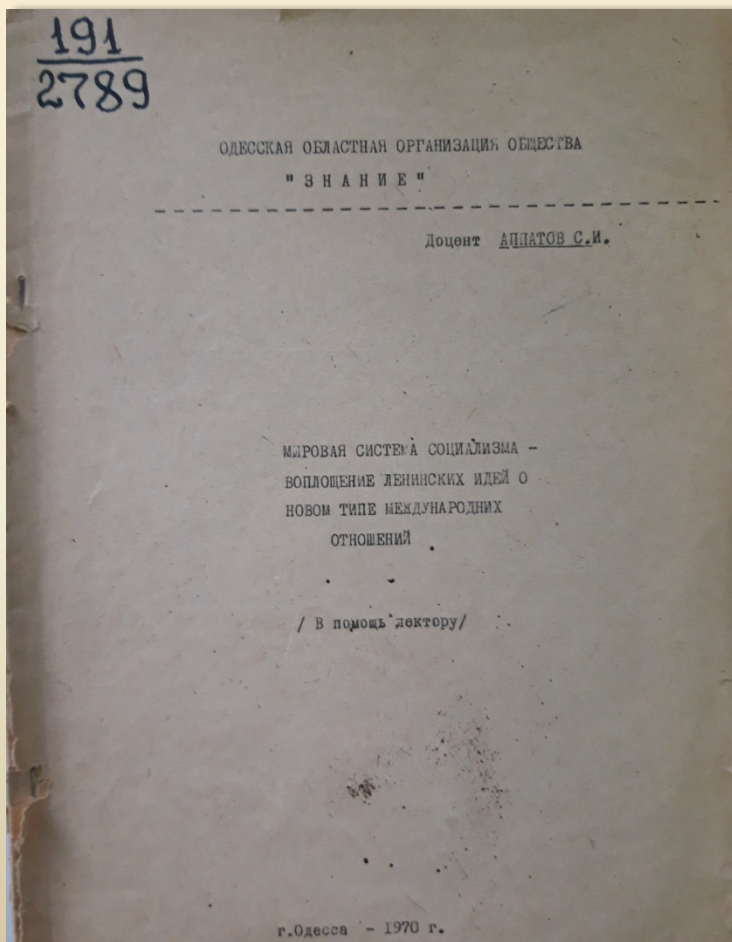 191
2789
ОДЕССКАЯ ОБЛАСТНАЯ ОРГАНИЗАЦИЯ ОБЩЕСТВА
"ЗНАНИЕ"
Доцент АППАТОВ С.И.
МИРОВАЯ СИСТЕМА СОЦИАЛИЗМА –
ВОПЛОЩЕНИЕ ЛЕНИНСКИХ ИДЕЙ О
НОВОМ ТИПЕ МЕЖДУНАРОДНИХ
ОТНОШЕНИЙ
/ В помощь лектору/
г.Одесса - 1970 г.